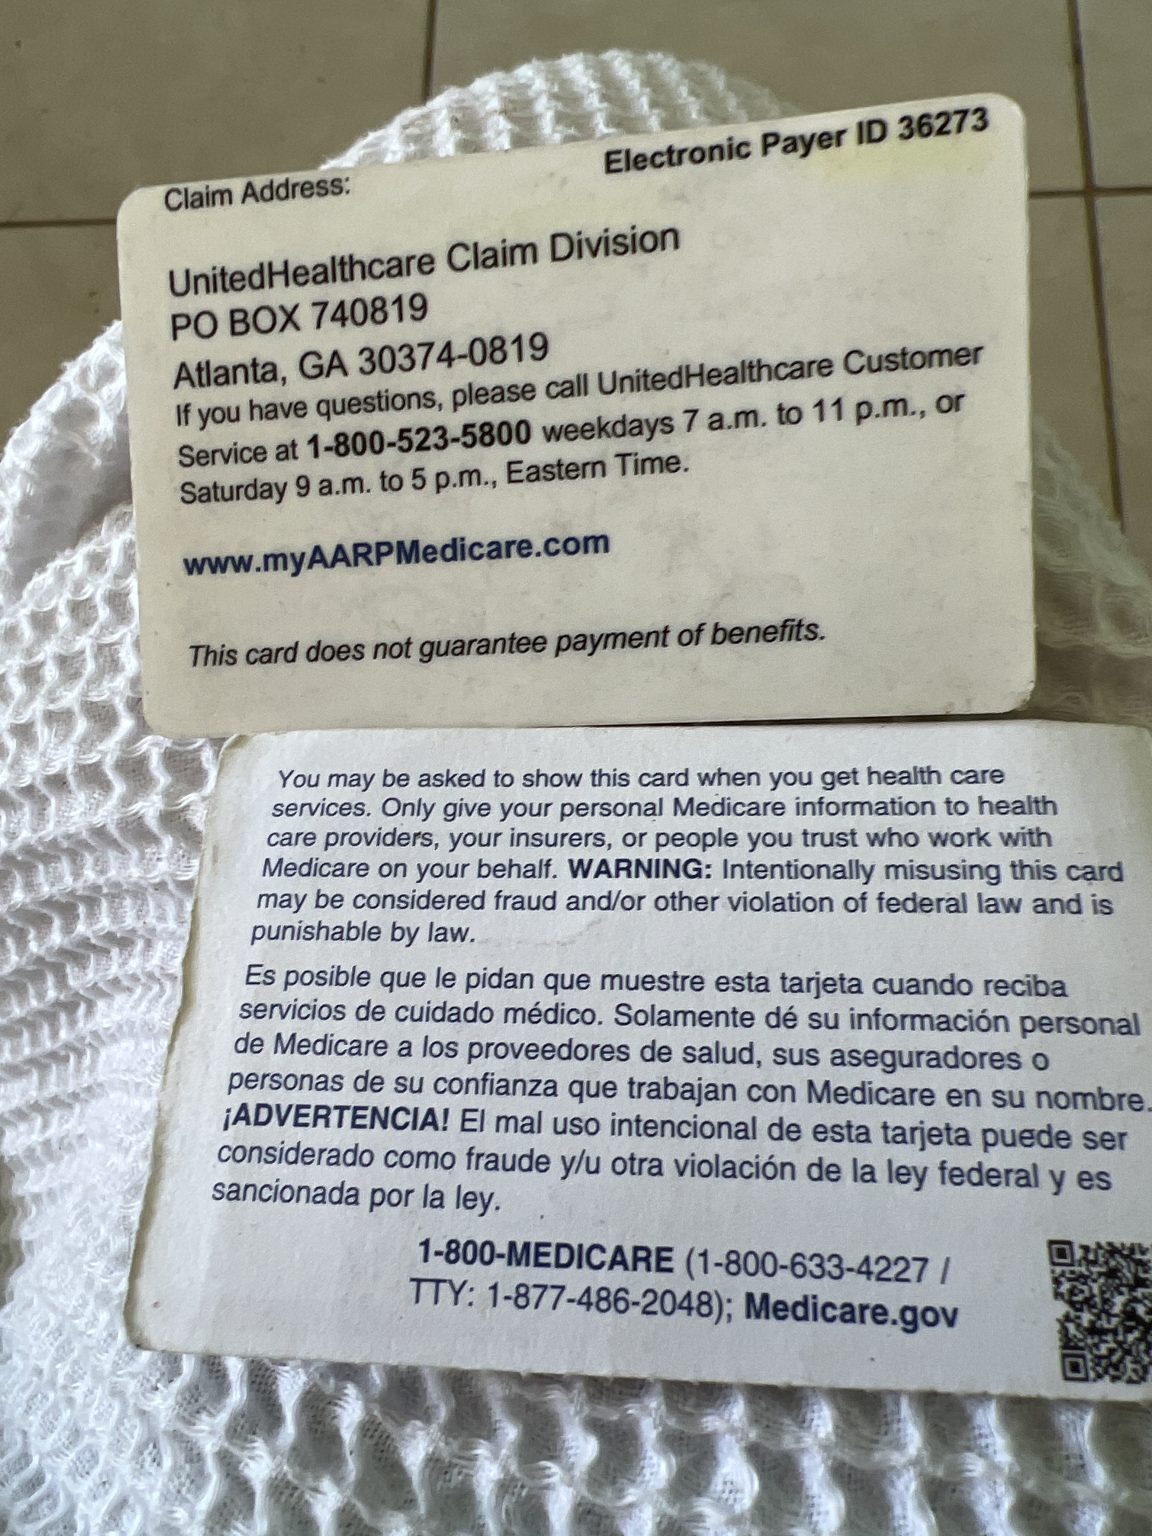 Electronic Payer ID 36273
Claim Address:
UnitedHealthcare Claim Division
PO BOX 740819
Atlanta, GA 30374-0819
If you have questions, please call UnitedHealthcare Customer
Service at 1-800-523-5800 weekdays 7 a.m. to 11 p.m., or
Saturday 9 a.m. to 5 p.m., Eastern Time.
www.myAARPMedicare.com
This card does not guarantee payment of benefits.
You may be asked to show this card when you get health care
services. Only give your personal Medicare information to health
care providers, your insurers, or people you trust who work with
Medicare on your behalf. WARNING: Intentionally misusing this card
may be considered fraud and/or other violation of federal law and is
punishable by law.
Es posible que le pidan que muestre esta tarjeta cuando reciba
servicios de cuidado médico. Solamente dé su información personal
de Medicare a los proveedores de salud, sus aseguradores o
personas de su confianza que trabajan con Medicare en su nombre.
¡ADVERTENCIA! El mal uso intencional de esta tarjeta puede ser
considerado como fraude y/u otra violación de la ley federal y es
sancionada por la ley.
1-800-MEDICARE (1-800-633-4227 /
TTY: 1-877-486-2048); Medicare.gov